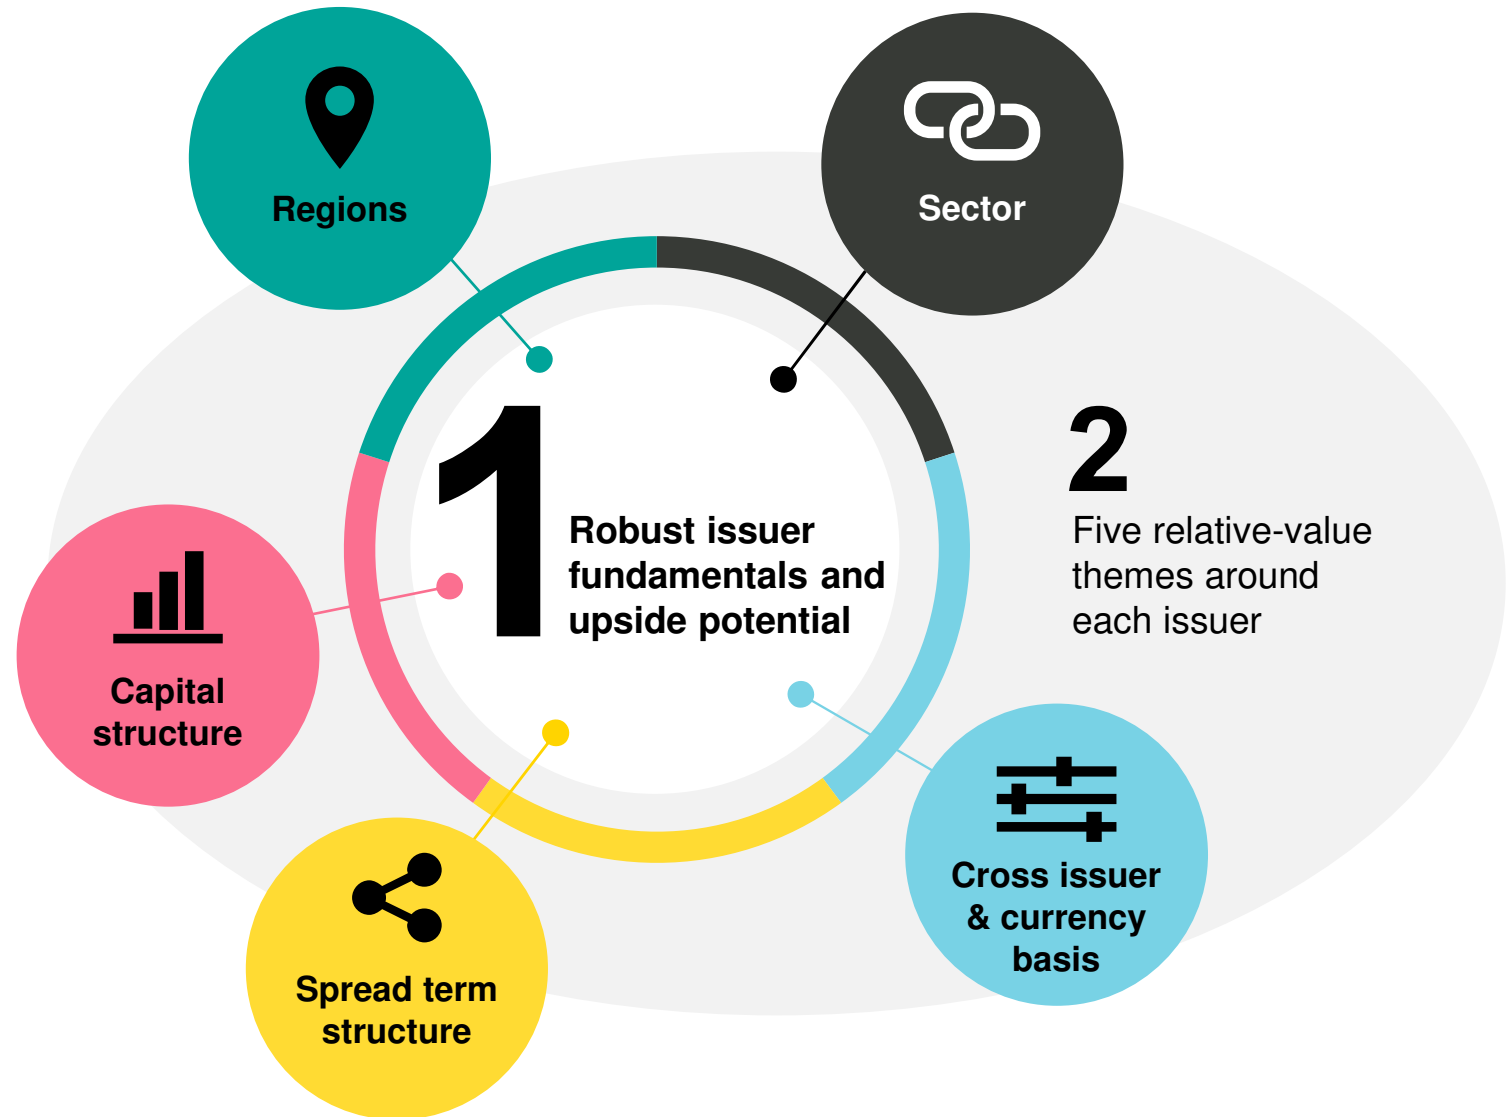 Regions
Sector
1
Robust issuer
fundamentals and
upside potential
2
Five relative-value
themes around
each issuer
Capital
structure
Cross issuer
& currency
basis
Spread term
structure